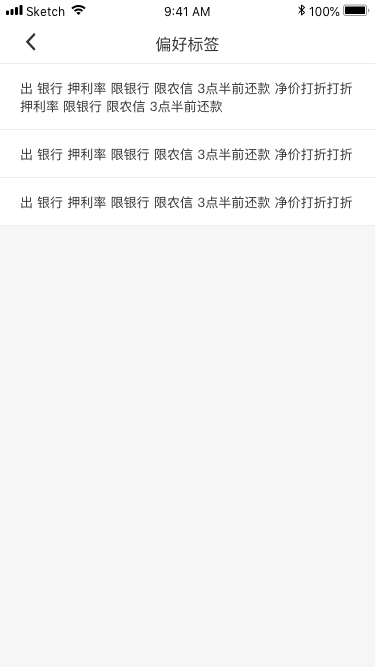 Sketch 9:41 AM 100%
偏好标签
出 银行 押利率 限银行 限农信 3点半前还款 净价打折打折
押利率 限银行 限农信 3点半前还款
出 银行 押利率 限银行 限农信 3点半前还款 净价打折打折
出 银行 押利率 限银行 限农信 3点半前还款 净价打折打折